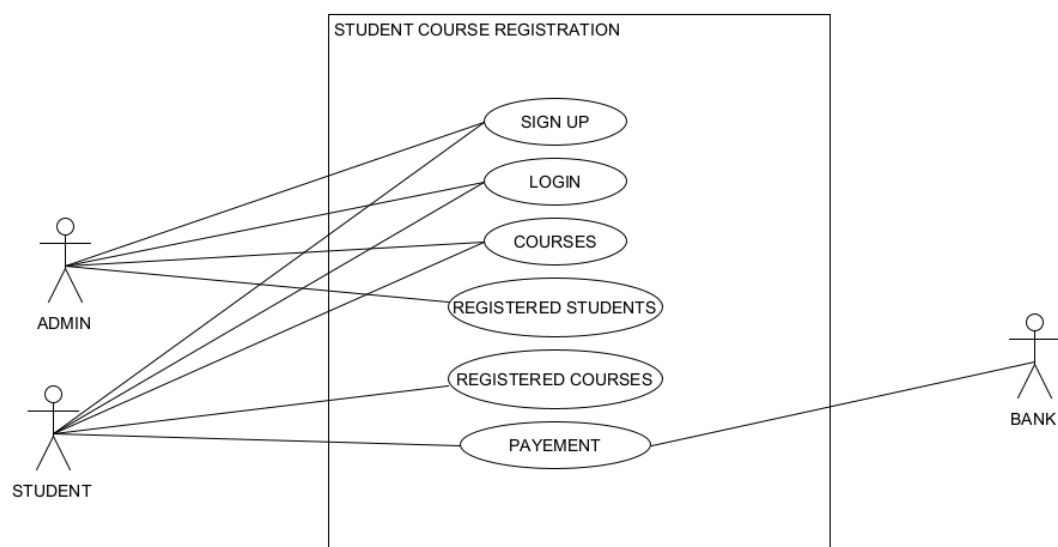 STUDENT COURSE REGISTRATION
SIGN UP
LOGIN
COURSES
REGISTERED STUDENTS
ADMIN
REGISTERED COURSES
BANK
PAYEMENT
STUDENT